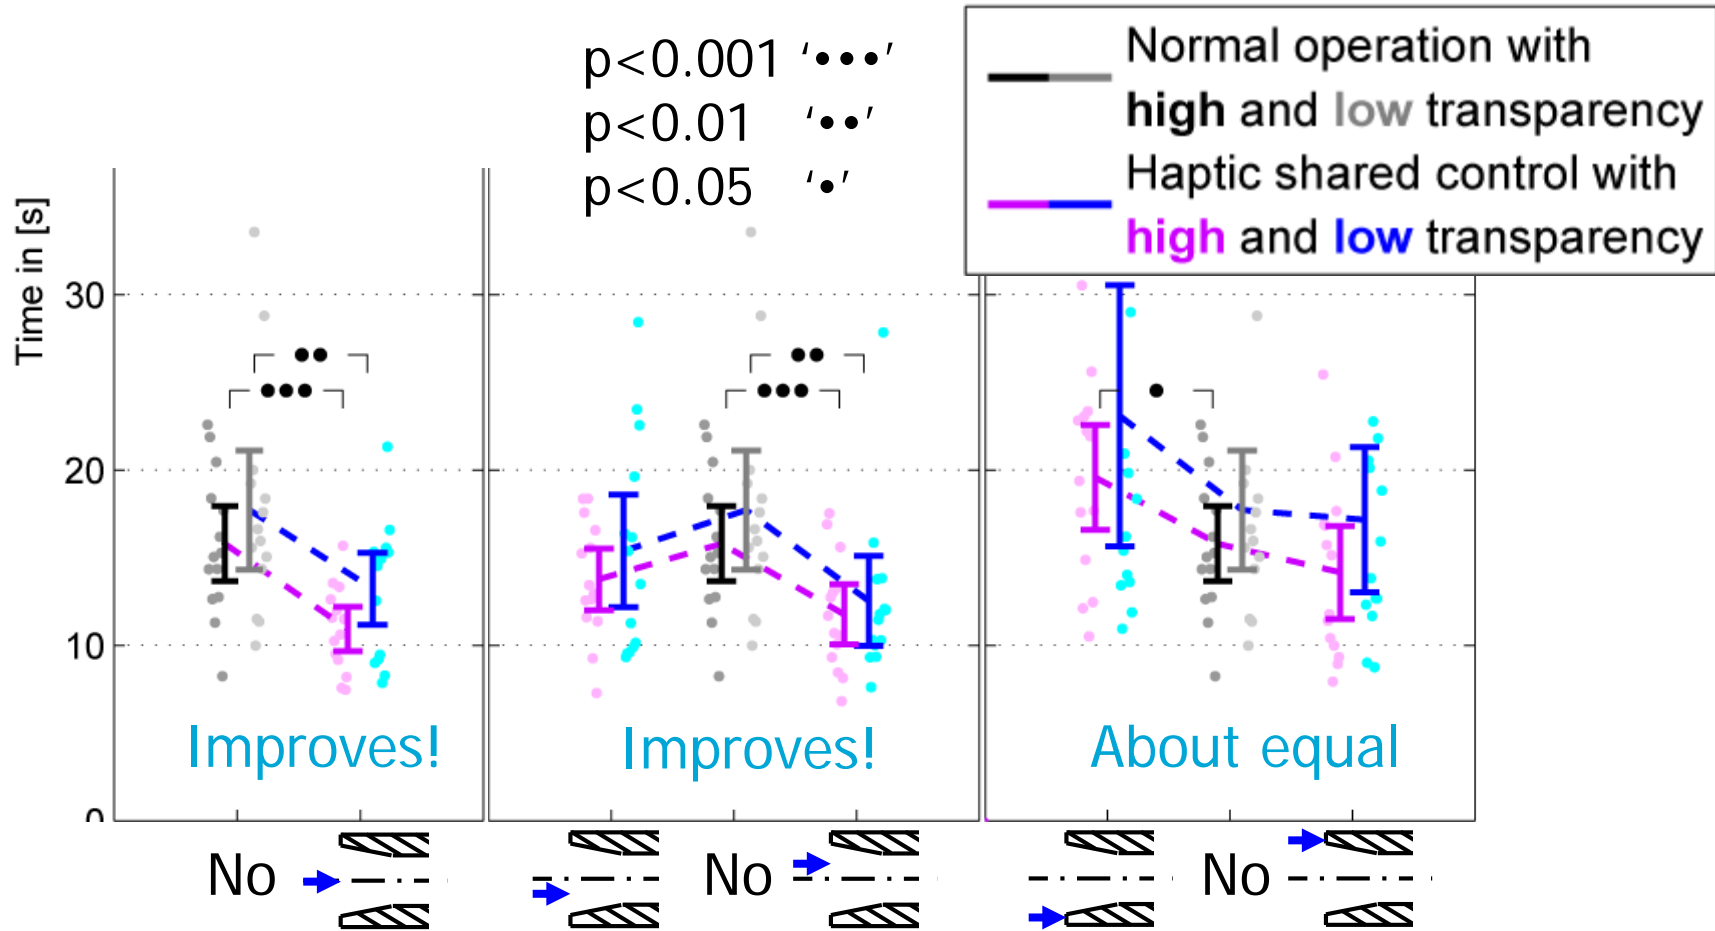 p<0.001 ‘•••’
p<0.01 ‘••’
p<0.05 ‘•’
Normal operation with
high and low transparency
Haptic shared control with
high and low transparency
Time in [s]
30
20
10
0
•• 
•••
••
•••
•
Improves!
Improves!
About equal
No
No
No